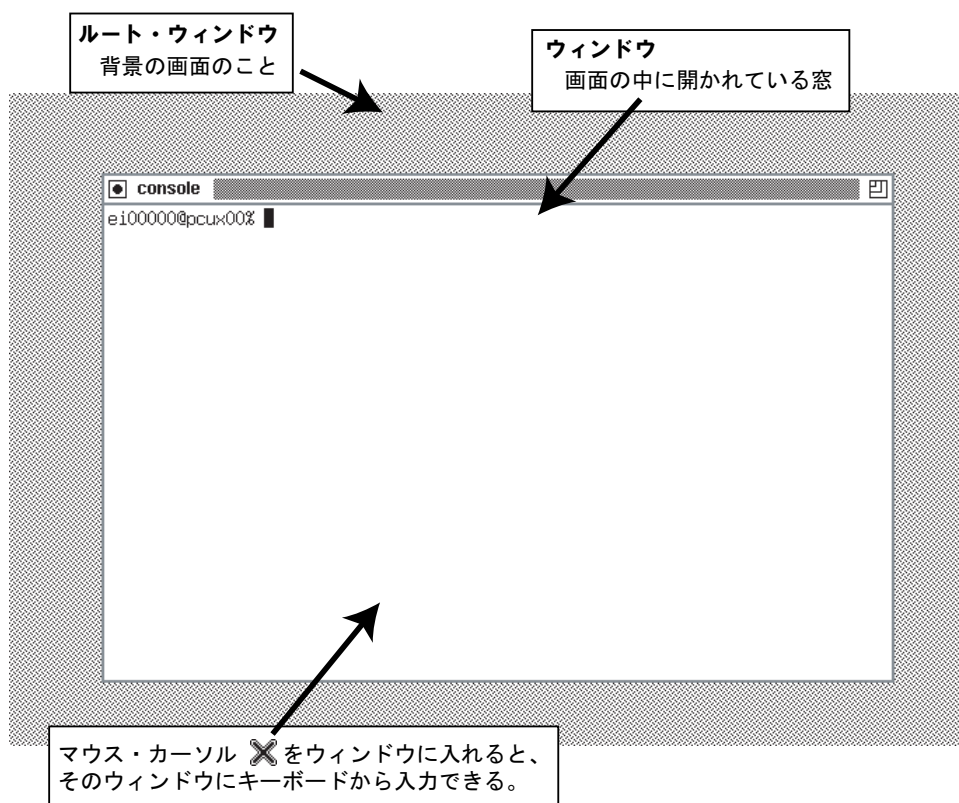 ルート・ウィンドウ
背景の画面のこと
ウィンドウ
画面の中に開かれている窓
console
ei00000@pcux00%
マウス・カーソル をウィンドウに入れると、
そのウィンドウにキーボードから入力できる。